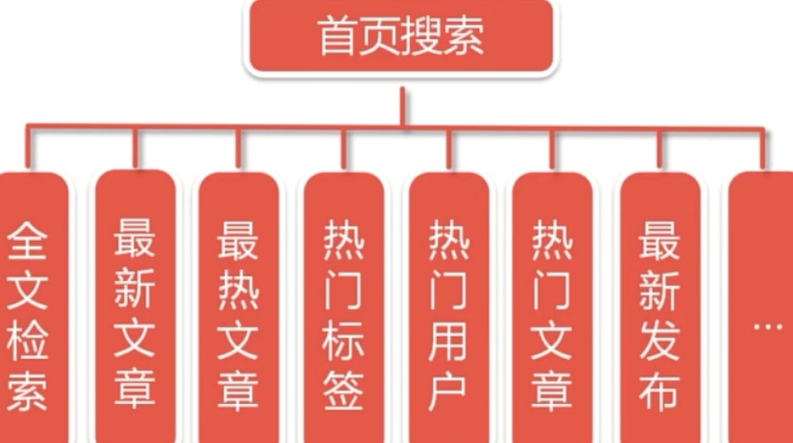 首页搜索
全文检索
最新文章
最热文章
热门标签
热门用户
热门文章
最新发布
...